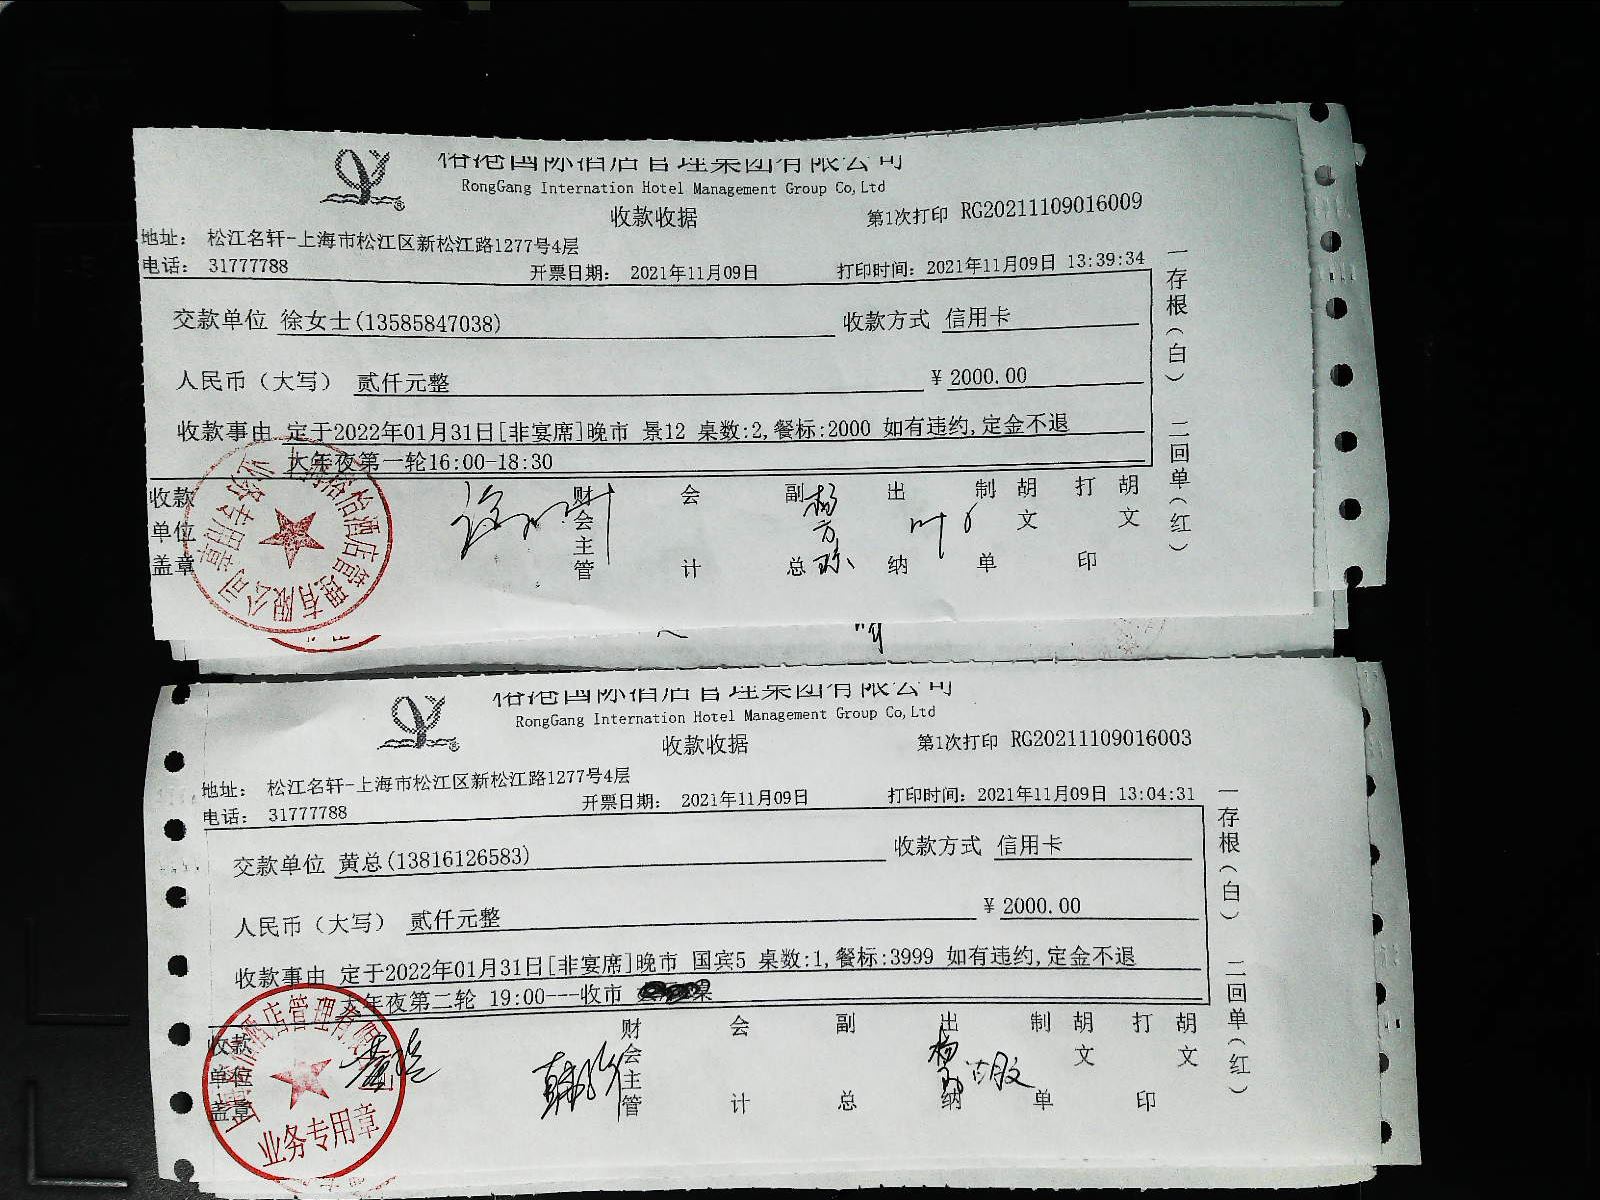 裕港国际酒店管理集团有限公司
RongGang Internation Hotel Management Group Co,Ltd
收款收据
第1次打印 RG20211109016009
地址： 松江名轩-上海市松江区新松江路1277号4层
电话： 31777788
开票日期： 2021年11月09日
打印时间：2021年11月09日 13:39:34
交款单位 徐女士(13585847038)
收款方式 信用卡
人民币（大写） 贰仟元整
¥ 2000.00
收款事由 定于2022年01月31日[非宴席]晚市 景12 桌数:2,餐标:2000 如有违约,定金不退
大年夜第一轮16:00-18:30
收款单位盖章
财会主管
会计
副总
出纳
制单
胡文
打印
胡文
一存根（白） 二回单（红）
业务专用章
裕港国际酒店管理集团有限公司
RongGang Internation Hotel Management Group Co,Ltd
收款收据
第1次打印 RG20211109016003
地址： 松江名轩-上海市松江区新松江路1277号4层
电话： 31777788
开票日期： 2021年11月09日
打印时间：2021年11月09日 13:04:31
交款单位 黄总(13816126583)
收款方式 信用卡
人民币（大写） 贰仟元整
¥ 2000.00
收款事由 定于2022年01月31日[非宴席]晚市 国宾5 桌数:1,餐标:3999 如有违约,定金不退
大年夜第二轮 19:00---收市
收款单位盖章
财会主管
会计
副总
出纳
制单
胡文
打印
胡文
一存根（白） 二回单（红）
业务专用章